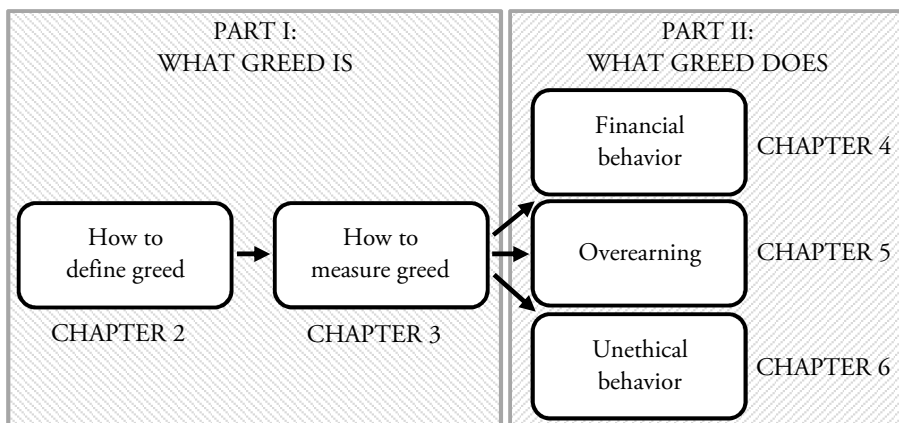 PART I:
WHAT GREED IS
How to
define greed
CHAPTER 2
How to
measure greed
CHAPTER 3
PART II:
WHAT GREED DOES
Financial
behavior
CHAPTER 4
Overearning
CHAPTER 5
Unethical
behavior
CHAPTER 6